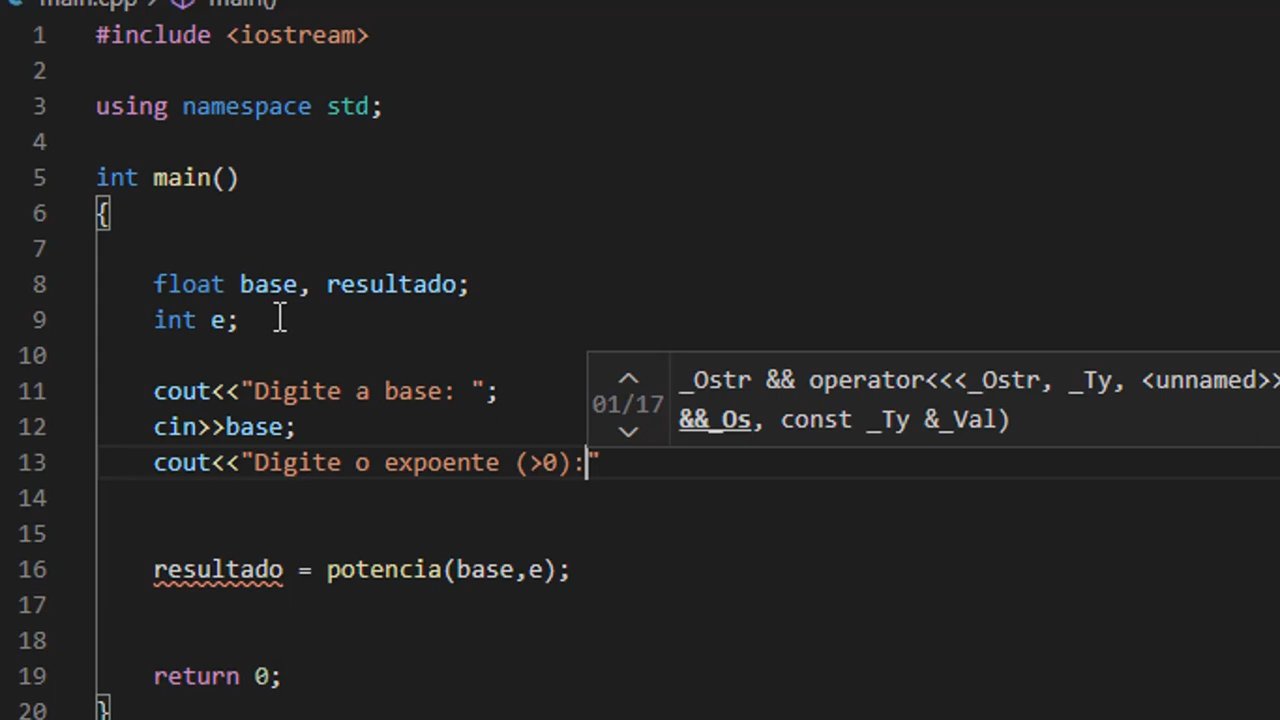 main.cpp > main()
1 #include <iostream>
2
3 using namespace std;
4
5 int main()
6 {
7
8 float base, resultado;
9 int e;
10
11 cout<<"Digite a base: ";
12 cin>>base;
13 cout<<"Digite o expoente (>0):"
14
15
16 resultado = potencia(base,e);
17
18
19 return 0;
20 }
01/17
_Ostr && operator<<<_Ostr, _Ty, <unnamed>>
&&_Os, const _Ty &_Val)